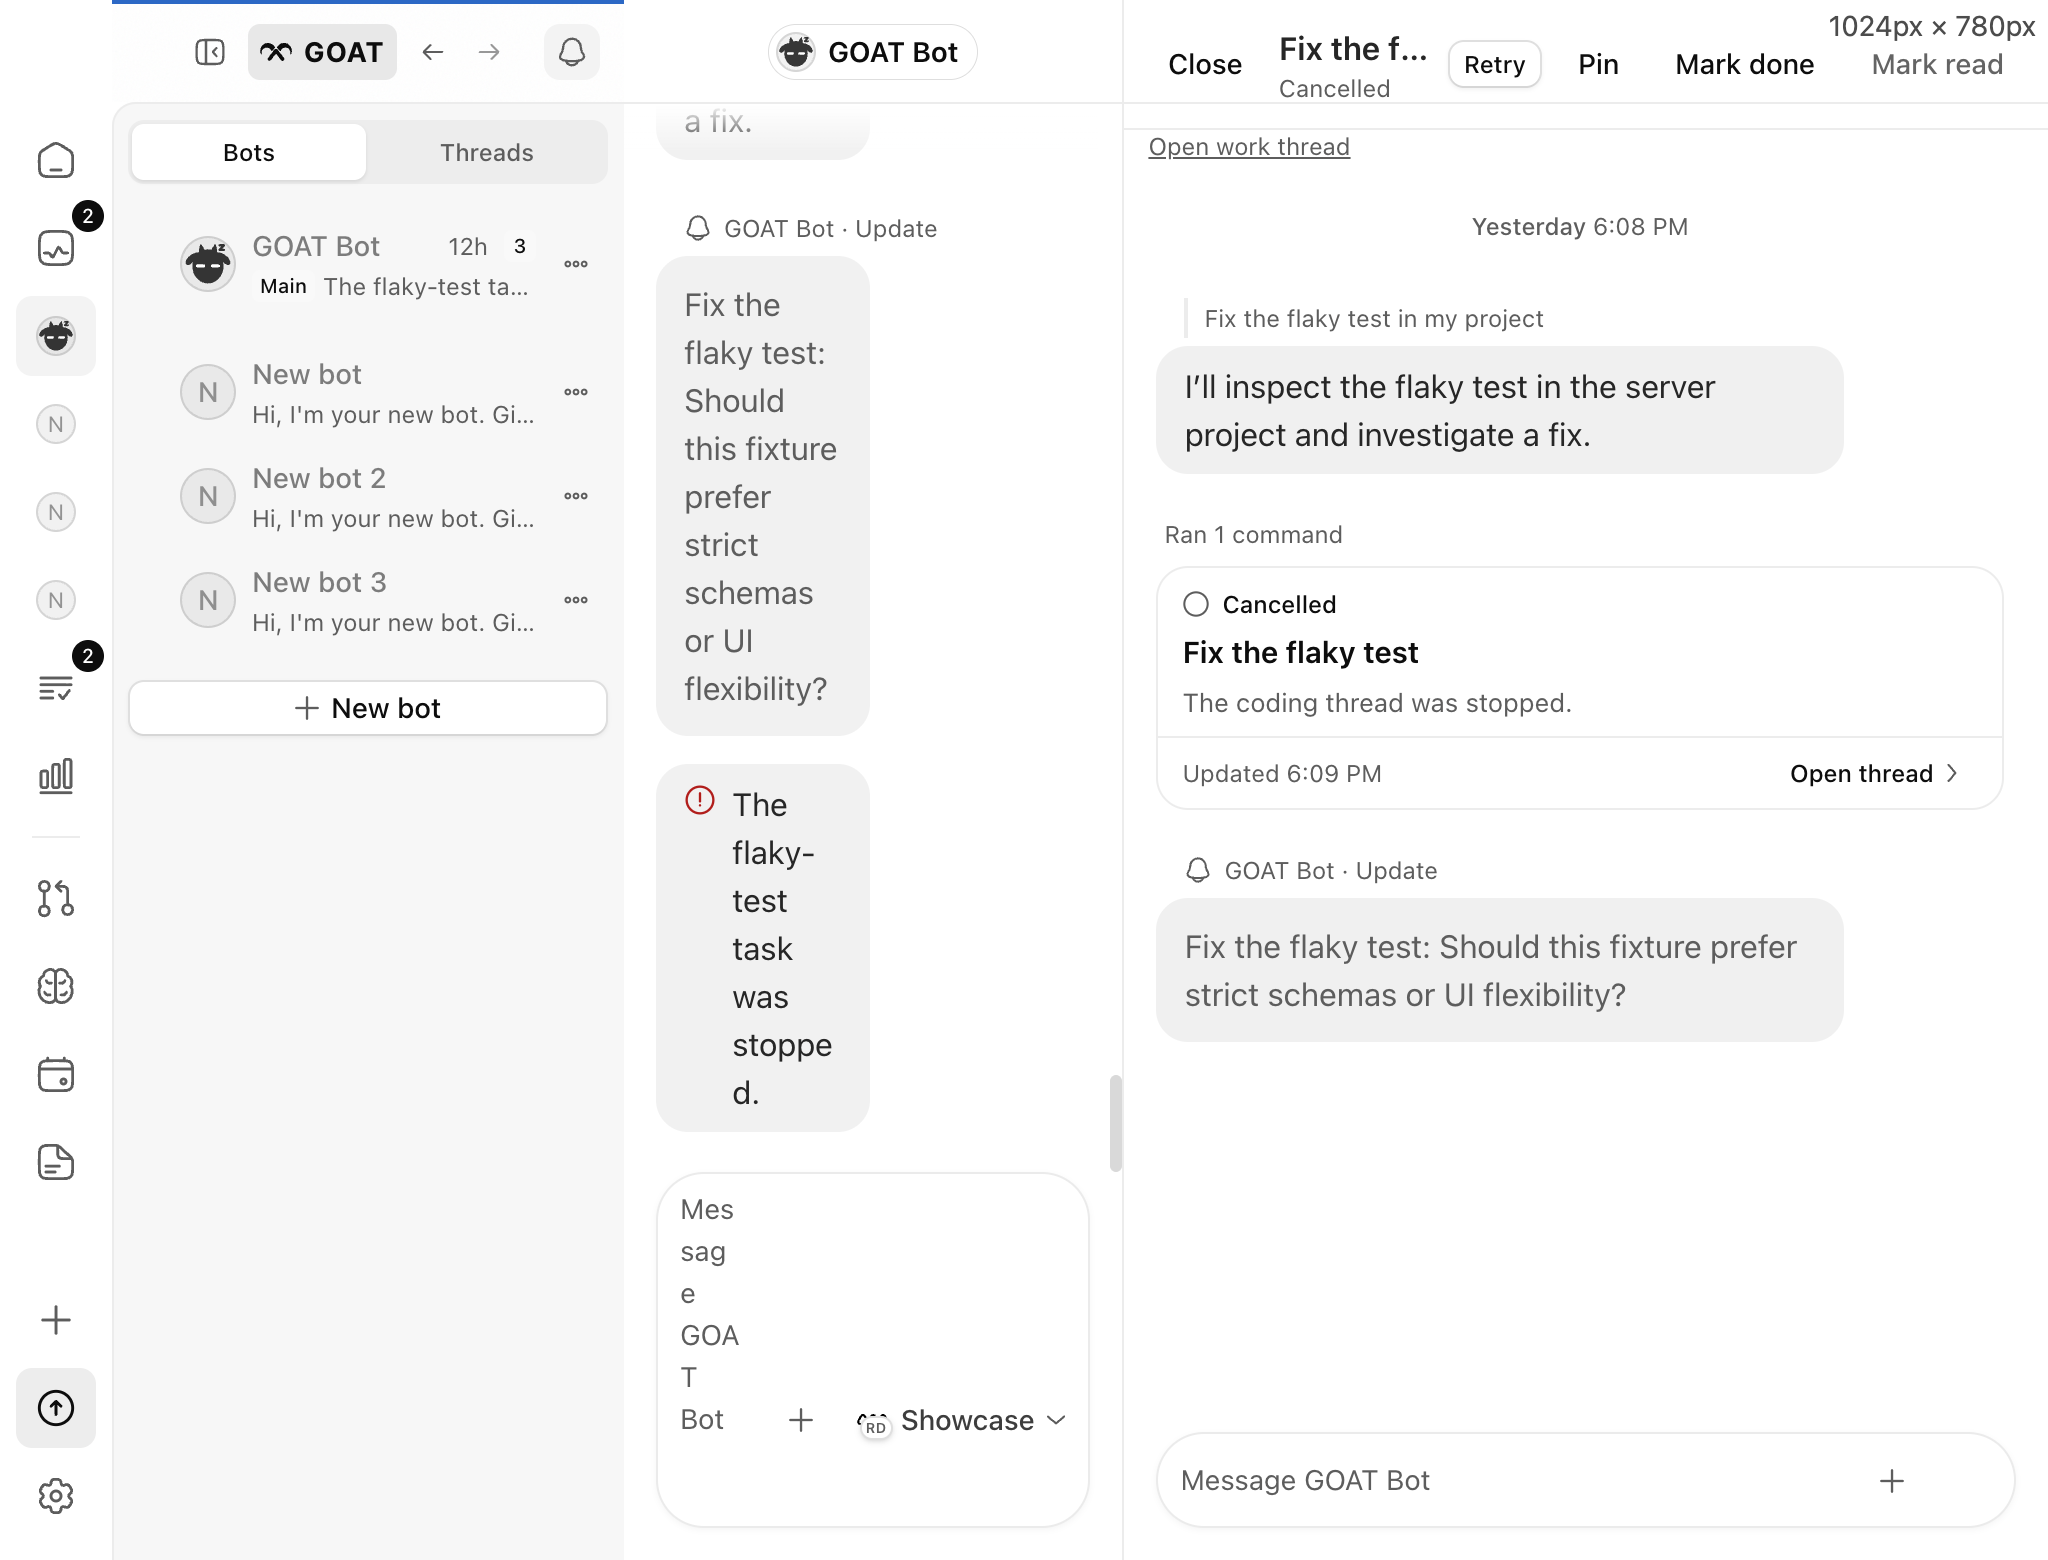 GOAT
Bots
Threads
2
GOAT Bot 12h 3
Main The flaky-test ta...
N New bot
Hi, I'm your new bot. Gi...
N New bot 2
Hi, I'm your new bot. Gi...
N New bot 3
Hi, I'm your new bot. Gi...
N
N
N
2
New bot
GOAT Bot
a fix.
GOAT Bot · Update
Fix the
flaky test:
Should
this fixture
prefer
strict
schemas
or UI
flexibility?
The
flaky-
test
task
was
stoppe
d.
Mes
sag
e
GOA
T
Bot
RD Showcase
1024px × 780px
Close
Fix the f...
Cancelled
Retry
Pin
Mark done
Mark read
Open work thread
Yesterday 6:08 PM
Fix the flaky test in my project
I’ll inspect the flaky test in the server
project and investigate a fix.
Ran 1 command
Cancelled
Fix the flaky test
The coding thread was stopped.
Updated 6:09 PM
Open thread
GOAT Bot · Update
Fix the flaky test: Should this fixture prefer
strict schemas or UI flexibility?
Message GOAT Bot